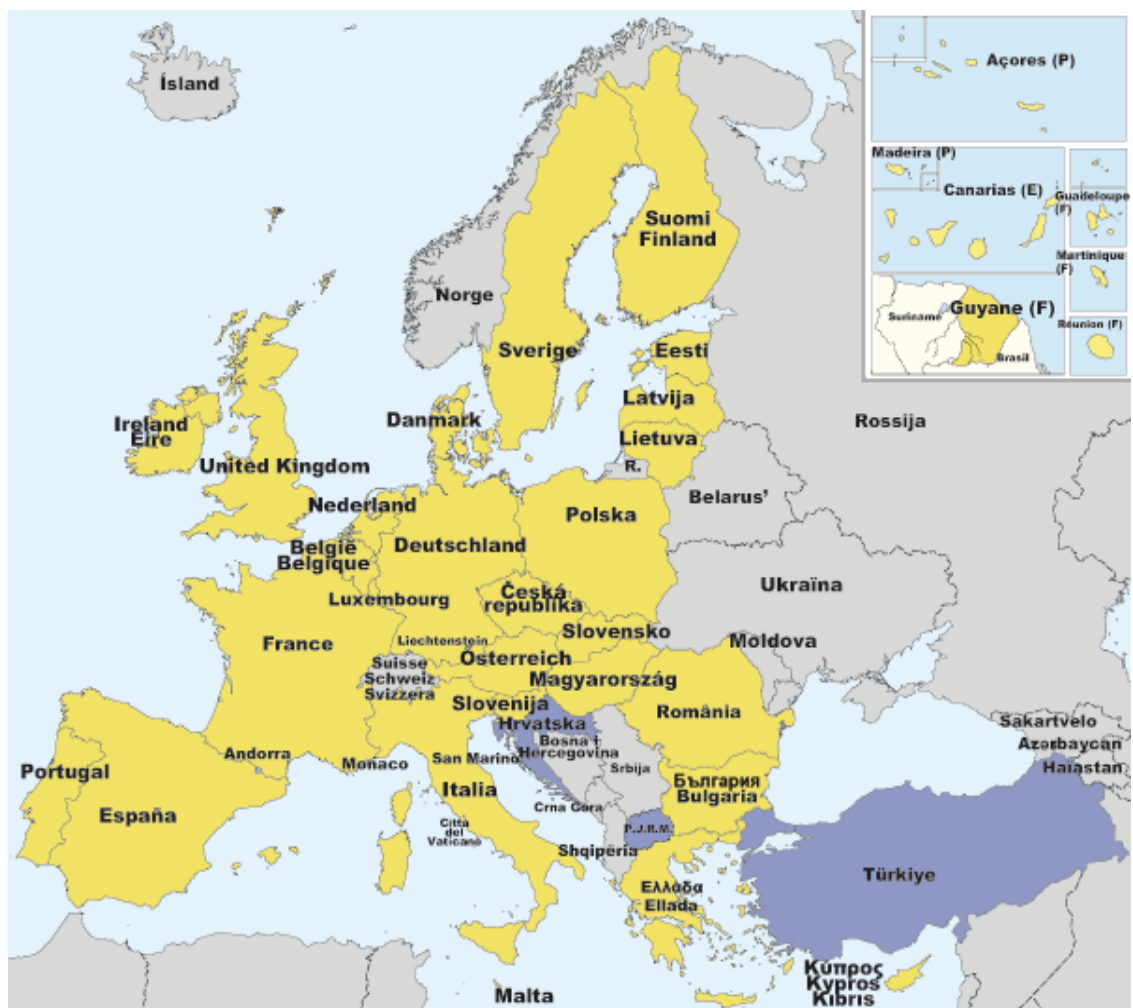 Ísland
Açores (P)
Madeira (P)
Canarias (E)
Guadeloupe
(F)
Martinique
(F)
Guyane (F)
Suriname
Brasil
Réunion (F)
Suomi
Finland
Norge
Sverige
Eesti
Latvija
Lietuva
R.
Danmark
Rossija
Ireland
Éire
United Kingdom
Nederland
Belarus’
Polska
België
Belgique
Deutschland
Luxembourg
Česká
republika
Ukraïna
France
Liechtenstein
Slovensko
Moldova
Suisse
Schweiz
Svizzera
Österreich
Magyarország
Slovenija
România
Hrvatska
Bosna i
Hercegovina
Sakartvelo
Azərbaycan
Haiastan
Portugal
Andorra
Monaco
San Marino
Srbija
България
Bulgaria
España
Italia
Crna Gora
Città
del
Vaticano
P.J.R.M.
Shqipëria
Türkiye
Ελλάδα
Ellada
Κύπρος
Kypros
Kıbrıs
Malta